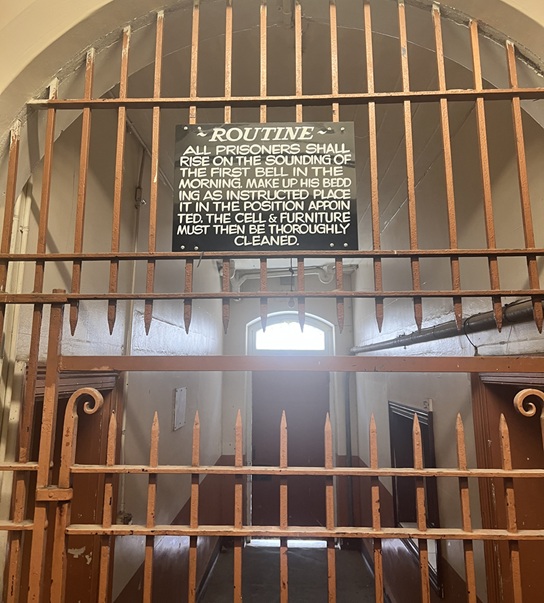 ~ROUTINE~
ALL PRISONERS SHALL
RISE ON THE SOUNDING OF
THE FIRST BELL IN THE
MORNING. MAKE UP HIS BEDD
ING AS INSTRUCTED PLACE
IT IN THE POSITION APPOIN
TED. THE CELL & FURNITURE
MUST THEN BE THOROUGHLY
CLEANED.